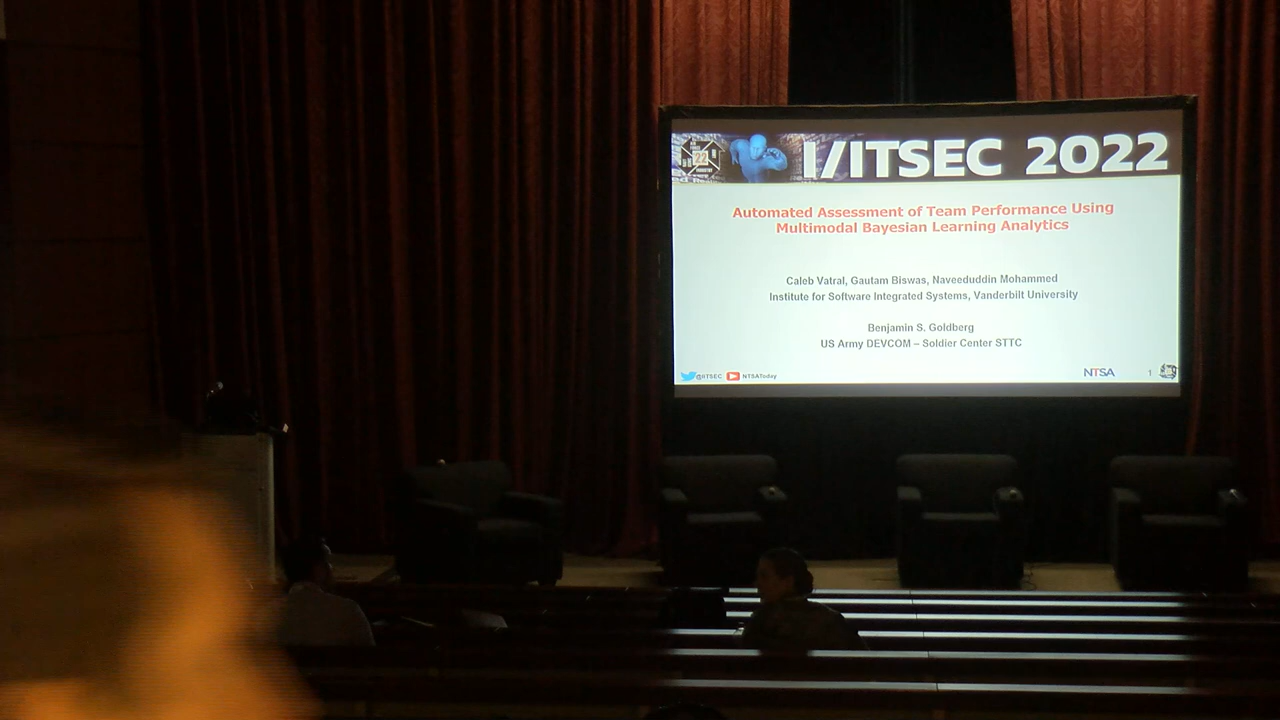 I/ITSEC 2022
Automated Assessment of Team Performance Using
Multimodal Bayesian Learning Analytics
Caleb Vatral, Gautam Biswas, Naveeduddin Mohammed
Institute for Software Integrated Systems, Vanderbilt University
Benjamin S. Goldberg
US Army DEVCOM – Soldier Center STTC
@IITSEC NTSAToday NTSA 1